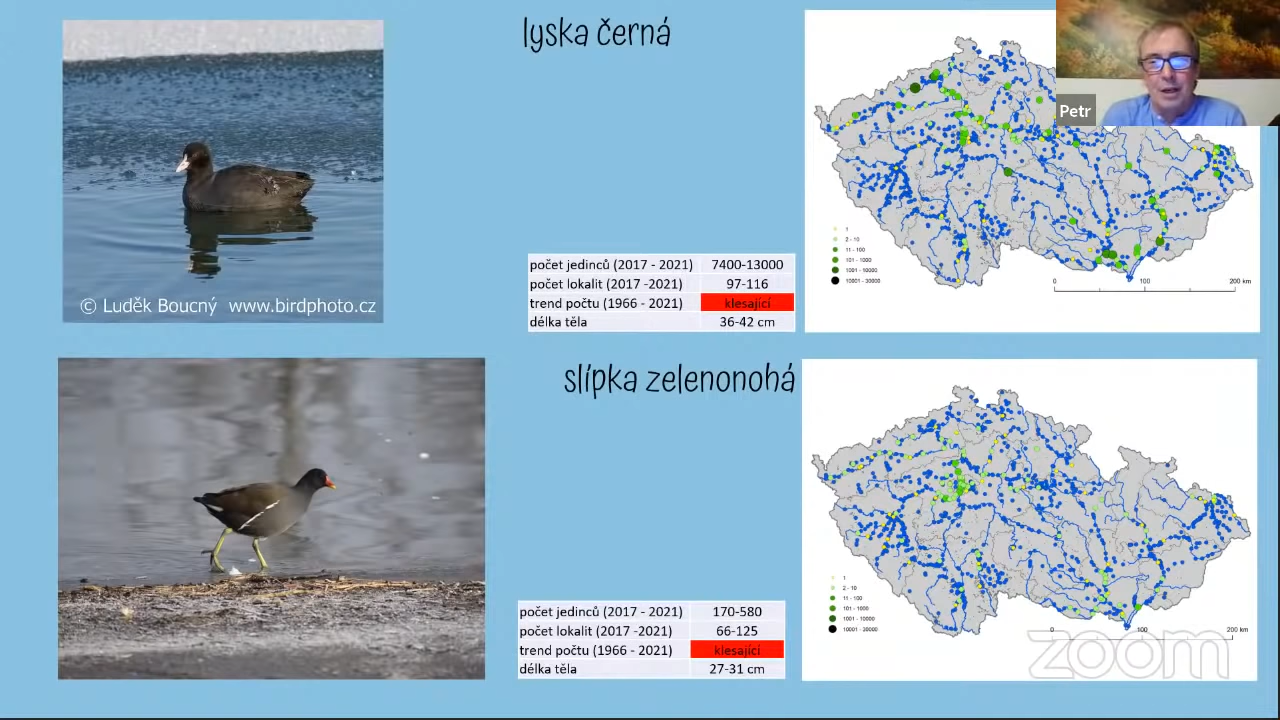 lyska černá
Petr
© Luděk Boucný www.birdphoto.cz
počet jedinců (2017 - 2021) 7400-13000
počet lokalit (2017 -2021) 97-116
trend počtu (1966 - 2021) klesající
délka těla 36-42 cm
1
2 - 10
11 - 100
101 - 1000
1001 - 10000
10001 - 30000
0 100 200 km
slípka zelenonohá
počet jedinců (2017 - 2021) 170-580
počet lokalit (2017 -2021) 66-125
trend počtu (1966 - 2021) klesající
délka těla 27-31 cm
1
2 - 10
11 - 100
101 - 1000
1001 - 10000
10001 - 30000
0 100 200 km
zoom